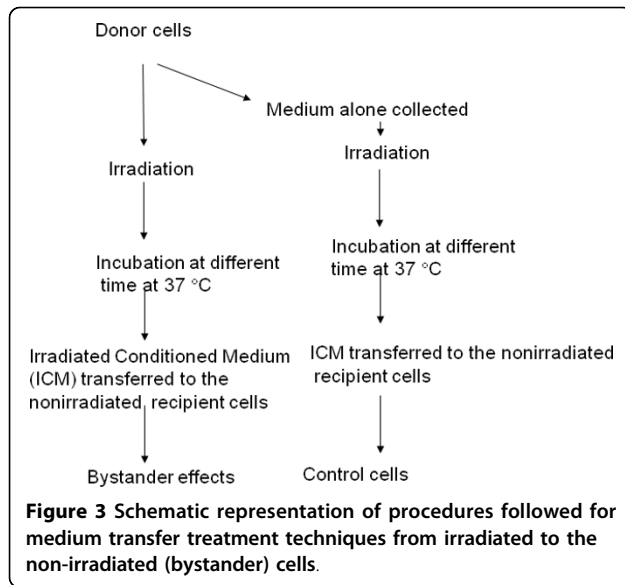 Donor cells
Medium alone collected
Irradiation
Irradiation
Incubation at different
time at 37 °C
Incubation at different
time at 37 °C
Irradiated Conditioned Medium
(ICM) transferred to the
nonirradiated recipient cells
ICM transferred to the nonirradiated
recipient cells
Bystander effects
Control cells
Figure 3 Schematic representation of procedures followed for
medium transfer treatment techniques from irradiated to the
non-irradiated (bystander) cells.